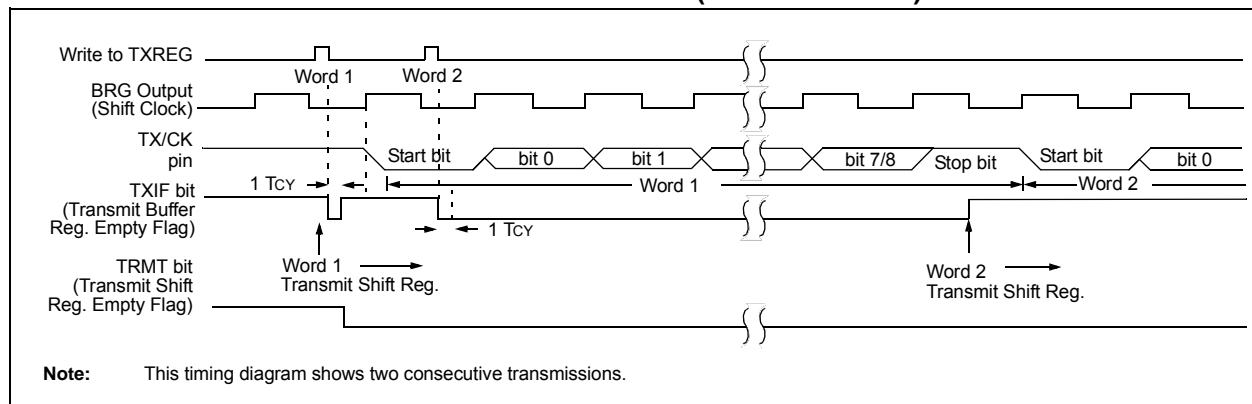 Write to TXREG
Word 1
Word 2
BRG Output
(Shift Clock)
TX/CK
pin
Start bit
bit 0
bit 1
bit 7/8
Stop bit
Start bit
bit 0
1 TCY
Word 1
Word 2
TXIF bit
(Transmit Buffer
Reg. Empty Flag)
1 TCY
Word 1
Transmit Shift Reg.
Word 2
Transmit Shift Reg.
TRMT bit
(Transmit Shift
Reg. Empty Flag)
Note: This timing diagram shows two consecutive transmissions.